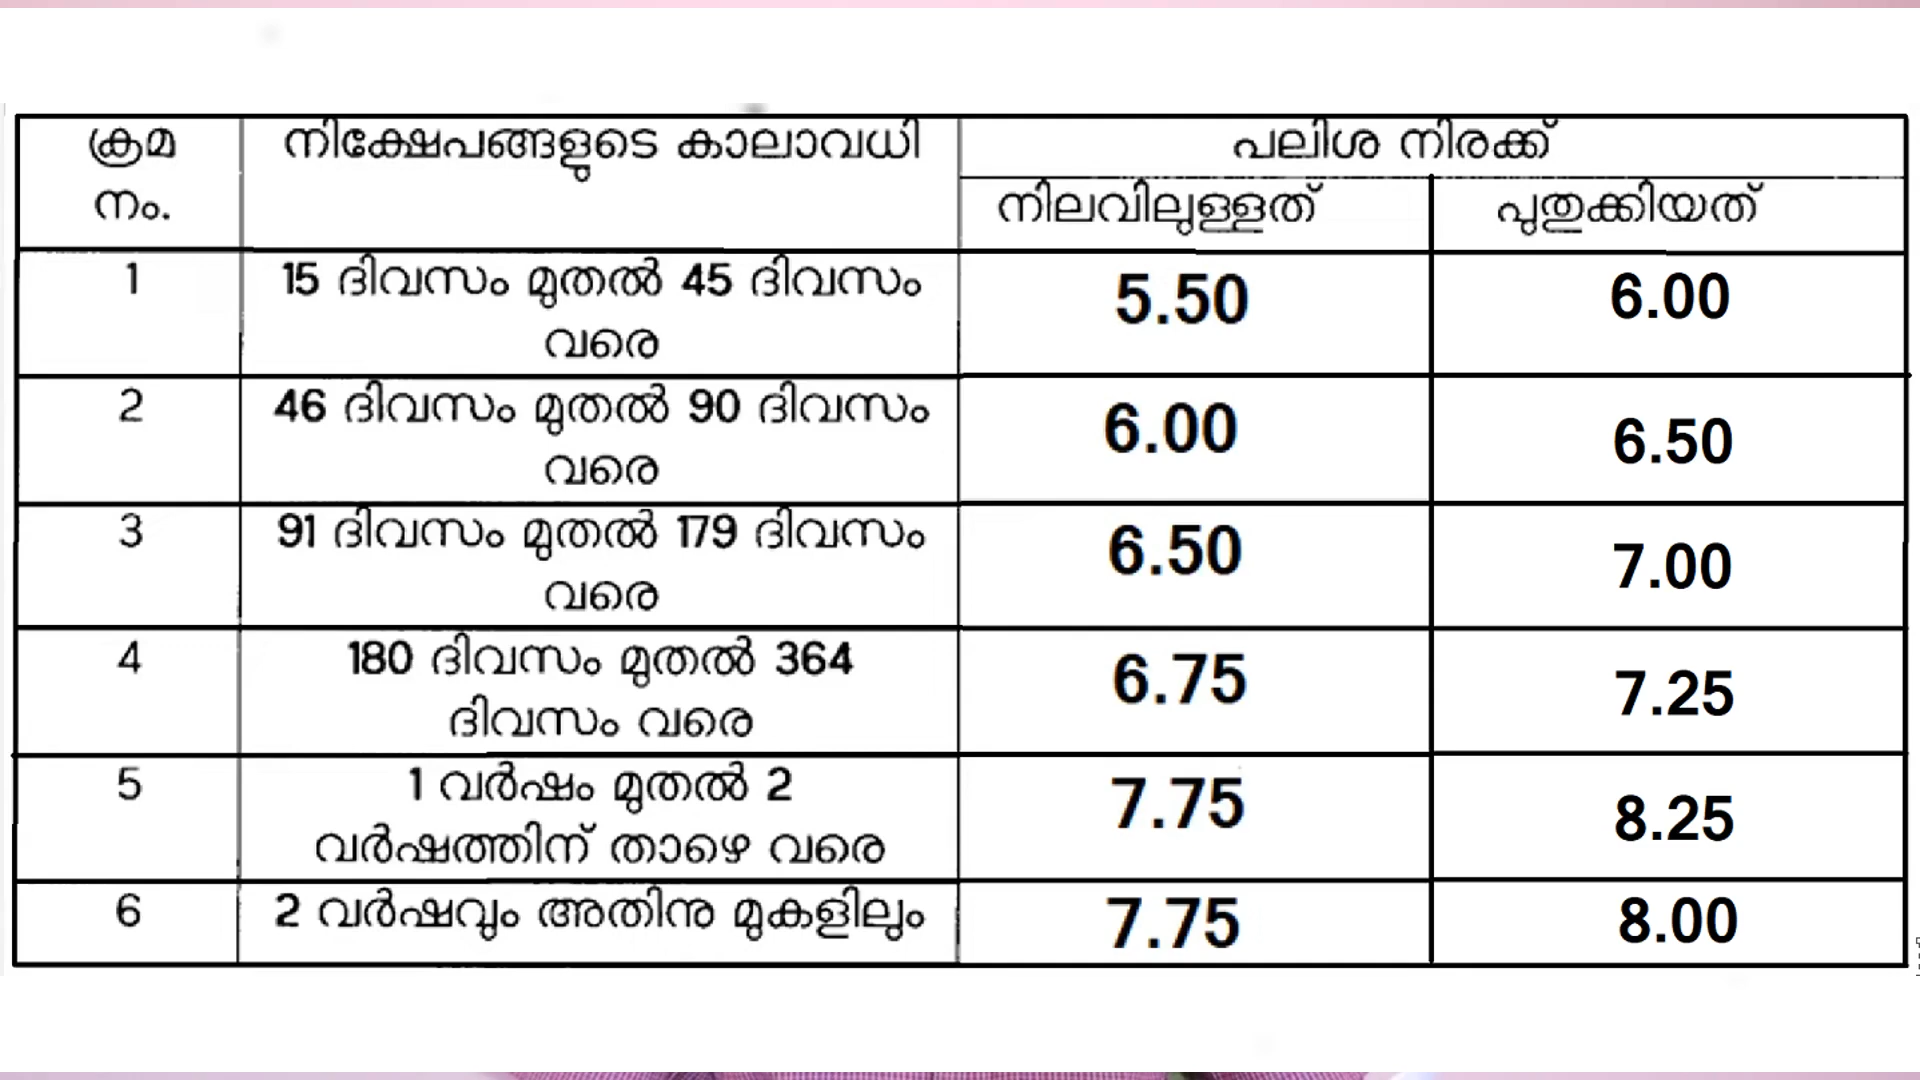 ക്രമ നം.
നിക്ഷേപങ്ങളുടെ കാലാവധി
പലിശ നിരക്ക്
നിലവിലുള്ളത്
പുതുക്കിയത്
1
15 ദിവസം മുതൽ 45 ദിവസം
വരെ
5.50
6.00
2
46 ദിവസം മുതൽ 90 ദിവസം
വരെ
6.00
6.50
3
91 ദിവസം മുതൽ 179 ദിവസം
വരെ
6.50
7.00
4
180 ദിവസം മുതൽ 364
ദിവസം വരെ
6.75
7.25
5
1 വർഷം മുതൽ 2
വർഷത്തിന് താഴെ വരെ
7.75
8.25
6
2 വർഷവും അതിനു മുകളിലും
7.75
8.00